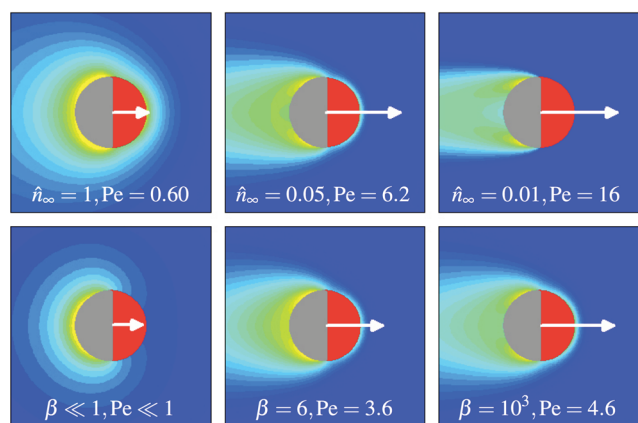 n̂∞ = 1, Pe = 0.60
n̂∞ = 0.05, Pe = 6.2
n̂∞ = 0.01, Pe = 16
β ≪ 1, Pe ≪ 1
β = 6, Pe = 3.6
β = 10³, Pe = 4.6